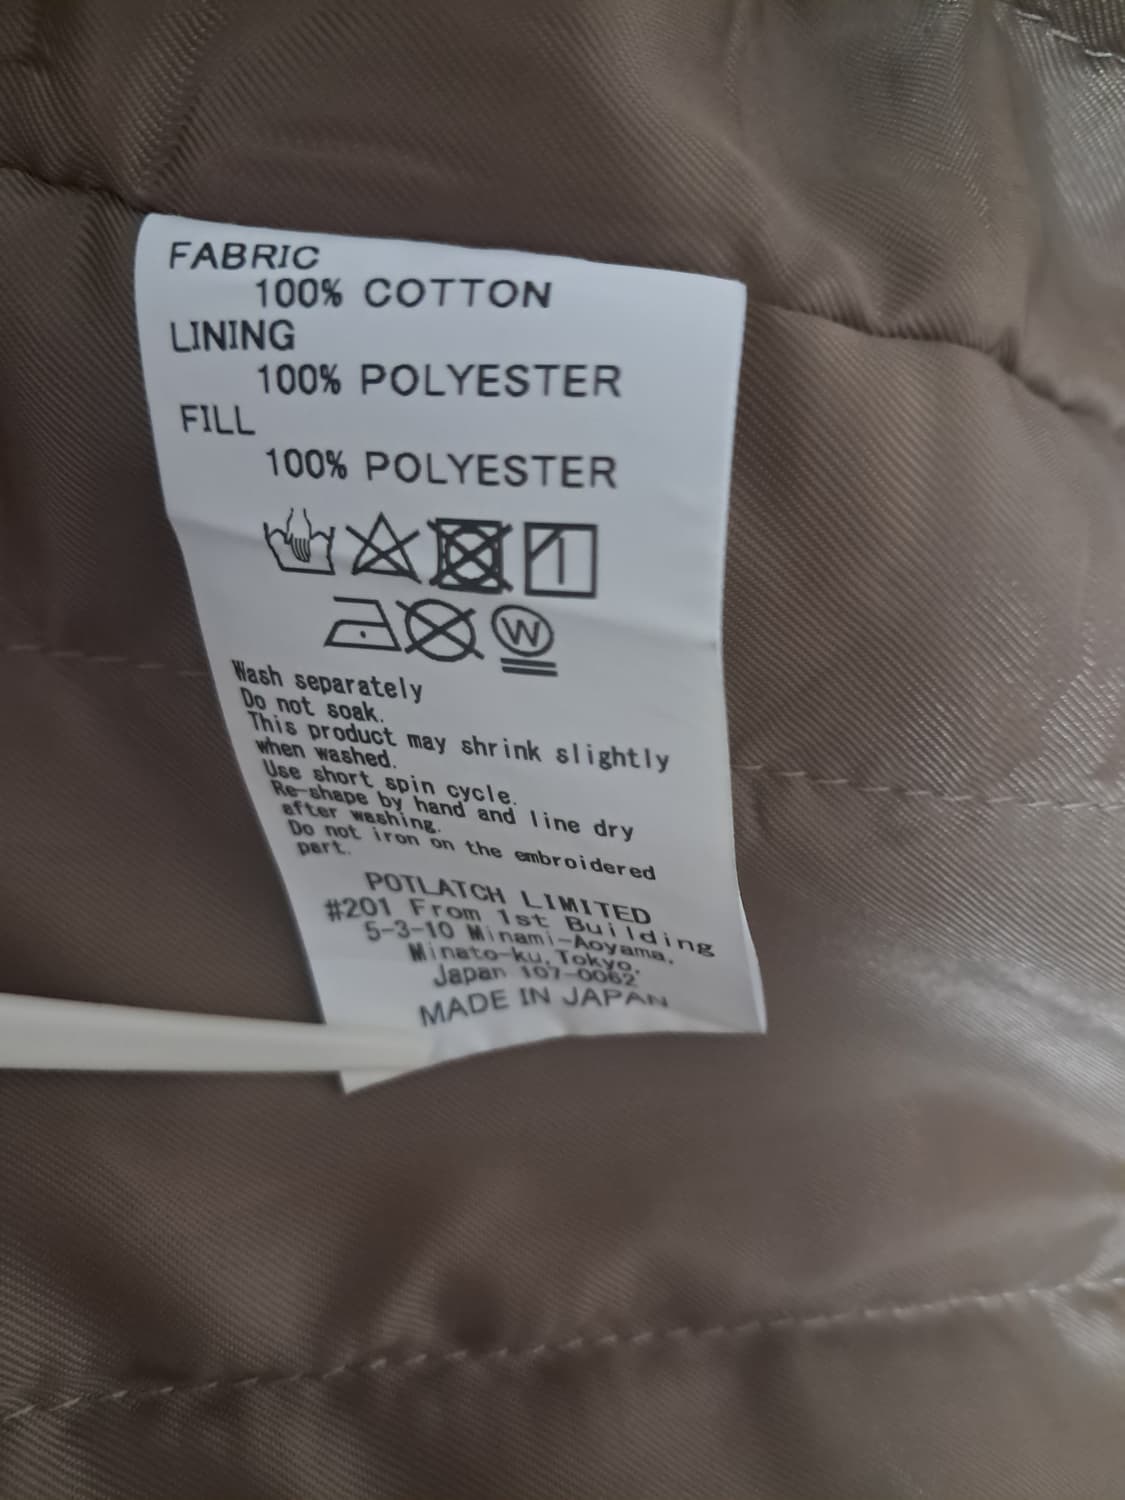 FABRIC
100% COTTON
LINING
100% POLYESTER
FILL
100% POLYESTER
W
Wash separately
Do not soak.
This product may shrink slightly
when washed.
Use short spin cycle.
Re-shape by hand and line dry
after washing.
Do not iron on the embroidered
part.
POTLATCH LIMITED
#201 From 1st Building
5-3-10 Minami-Aoyama,
Minato-ku,Tokyo,
Japan 107-0062
MADE IN JAPAN